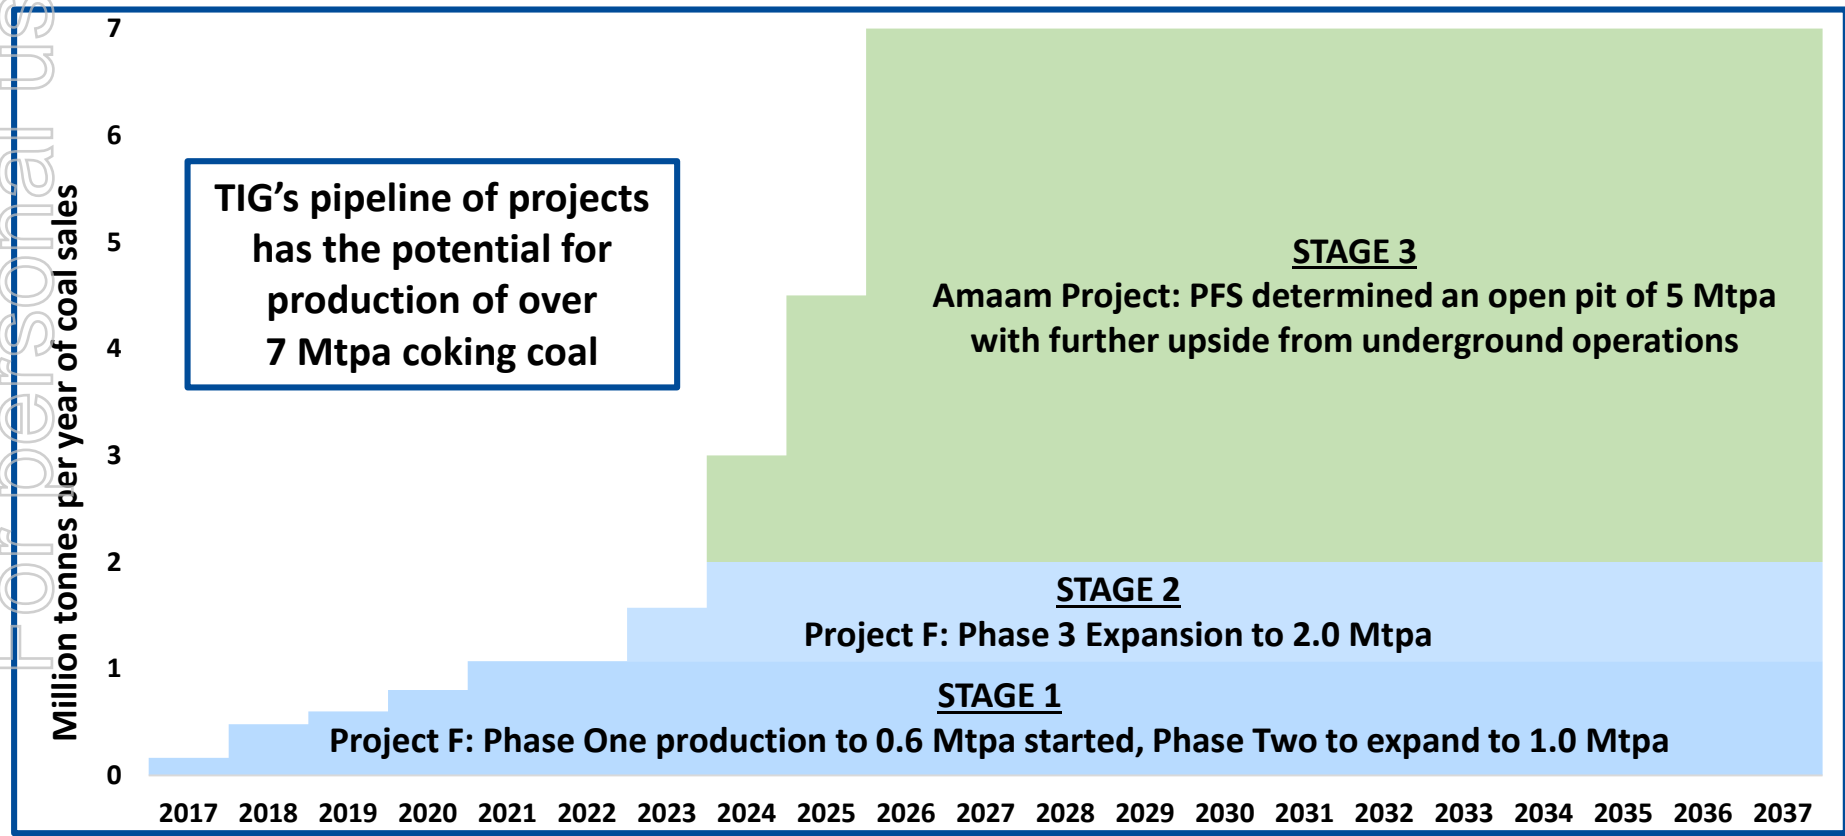 For personal us
Million tonnes per year of coal sales
7
6
5
4
3
2
1
0
TIG's pipeline of projects
has the potential for
production of over
7 Mtpa coking coal
STAGE 3
Amaam Project: PFS determined an open pit of 5 Mtpa
with further upside from underground operations
STAGE 2
Project F: Phase 3 Expansion to 2.0 Mtpa
STAGE 1
Project F: Phase One production to 0.6 Mtpa started, Phase Two to expand to 1.0 Mtpa
2017 2018 2019 2020 2021 2022 2023 2024 2025 2026 2027 2028 2029 2030 2031 2032 2033 2034 2035 2036 2037